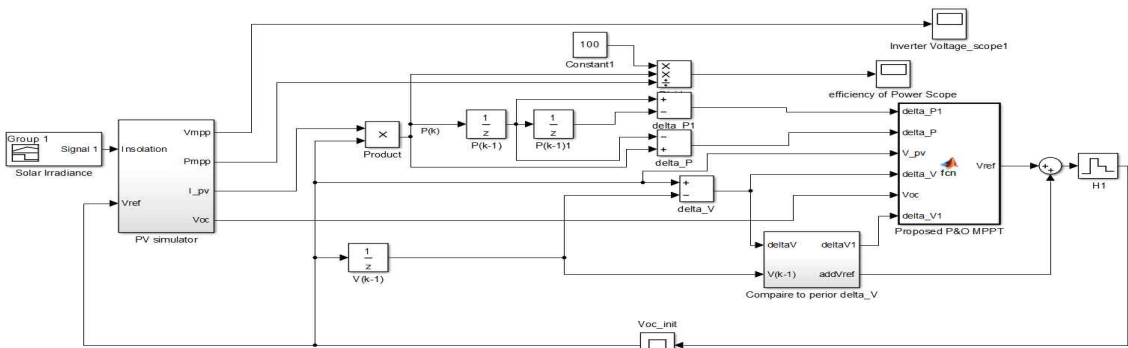 Inverter Voltage_scope1
100
Constant1
efficiency of Power Scope
Group 1
Signal 1
Solar Irradiance
Insolation
Vref
Vmpp
Pmpp
I_pv
Voc
PV simulator
×
Product
P(k)
1
z
P(k-1)
1
z
P(k-1)1
×
×
÷
+
−
delta_P1
−
+
delta_P
+
−
delta_V
1
z
V(k-1)
deltaV
V(k-1)
deltaV1
addVref
Compaire to perior delta_V
delta_P1
delta_P
V_pv
delta_V
Voc
delta_V1
fcn
Vref
Proposed P&O MPPT
+
+
H1
Voc_init